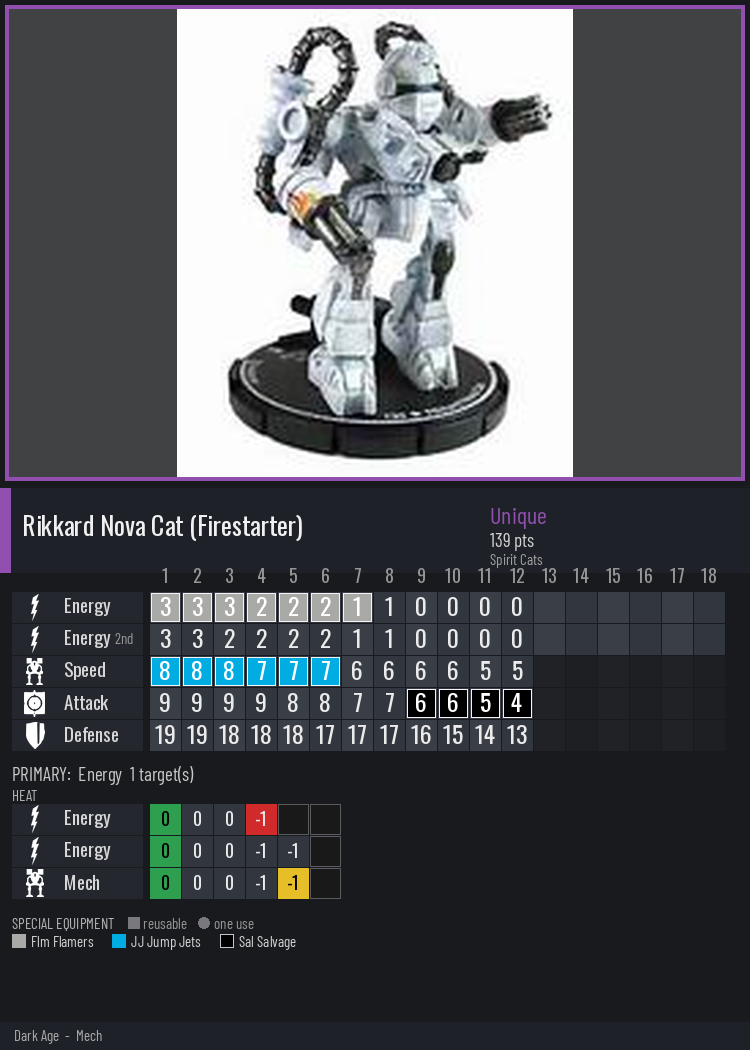 Rikkard Nova Cat (Firestarter)
Unique
139 pts
Spirit Cats
1 2 3 4 5 6 7 8 9 10 11 12 13 14 15 16 17 18
Energy 3 3 3 2 2 2 1 1 0 0 0 0
Energy 2nd 3 3 2 2 2 2 1 1 0 0 0 0
Speed 8 8 8 7 7 7 6 6 6 6 5 5
Attack 9 9 9 9 8 8 7 7 6 6 5 4
Defense 19 19 18 18 18 17 17 17 16 15 14 13
PRIMARY: Energy 1 target(s)
HEAT
Energy 0 0 0 -1
Energy 0 0 0 -1 -1
Mech 0 0 0 -1 -1
SPECIAL EQUIPMENT reusable one use
Flm Flamers JJ Jump Jets Sal Salvage
Dark Age - Mech